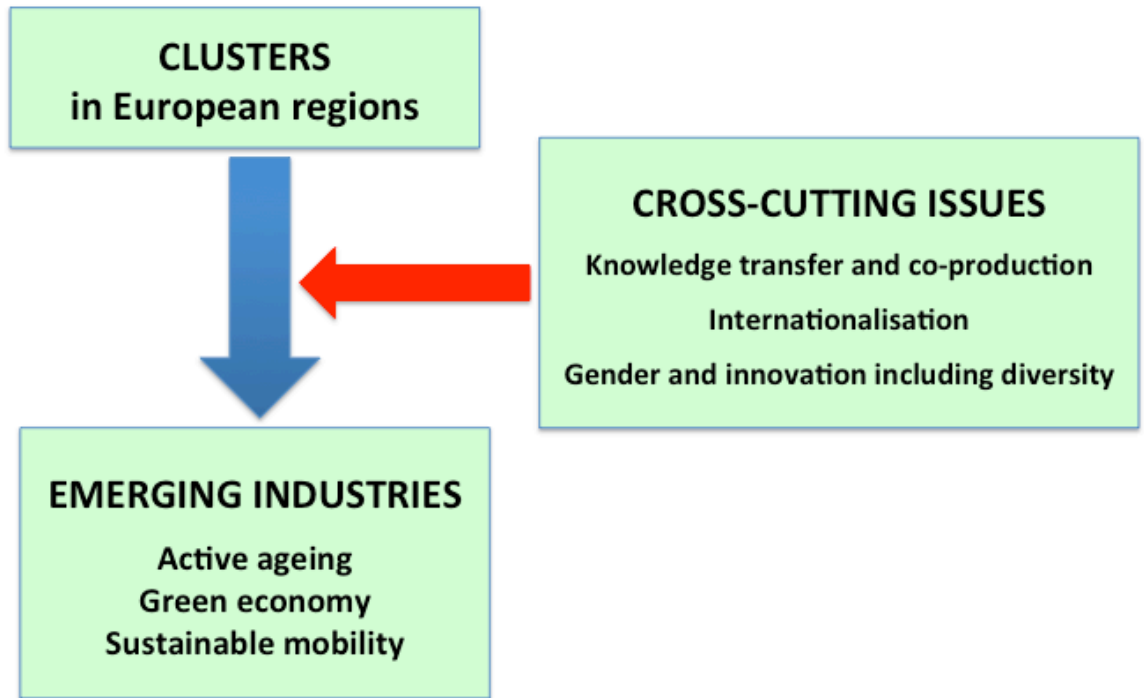 CLUSTERS
in European regions
CROSS-CUTTING ISSUES
Knowledge transfer and co-production
Internationalisation
Gender and innovation including diversity
EMERGING INDUSTRIES
Active ageing
Green economy
Sustainable mobility